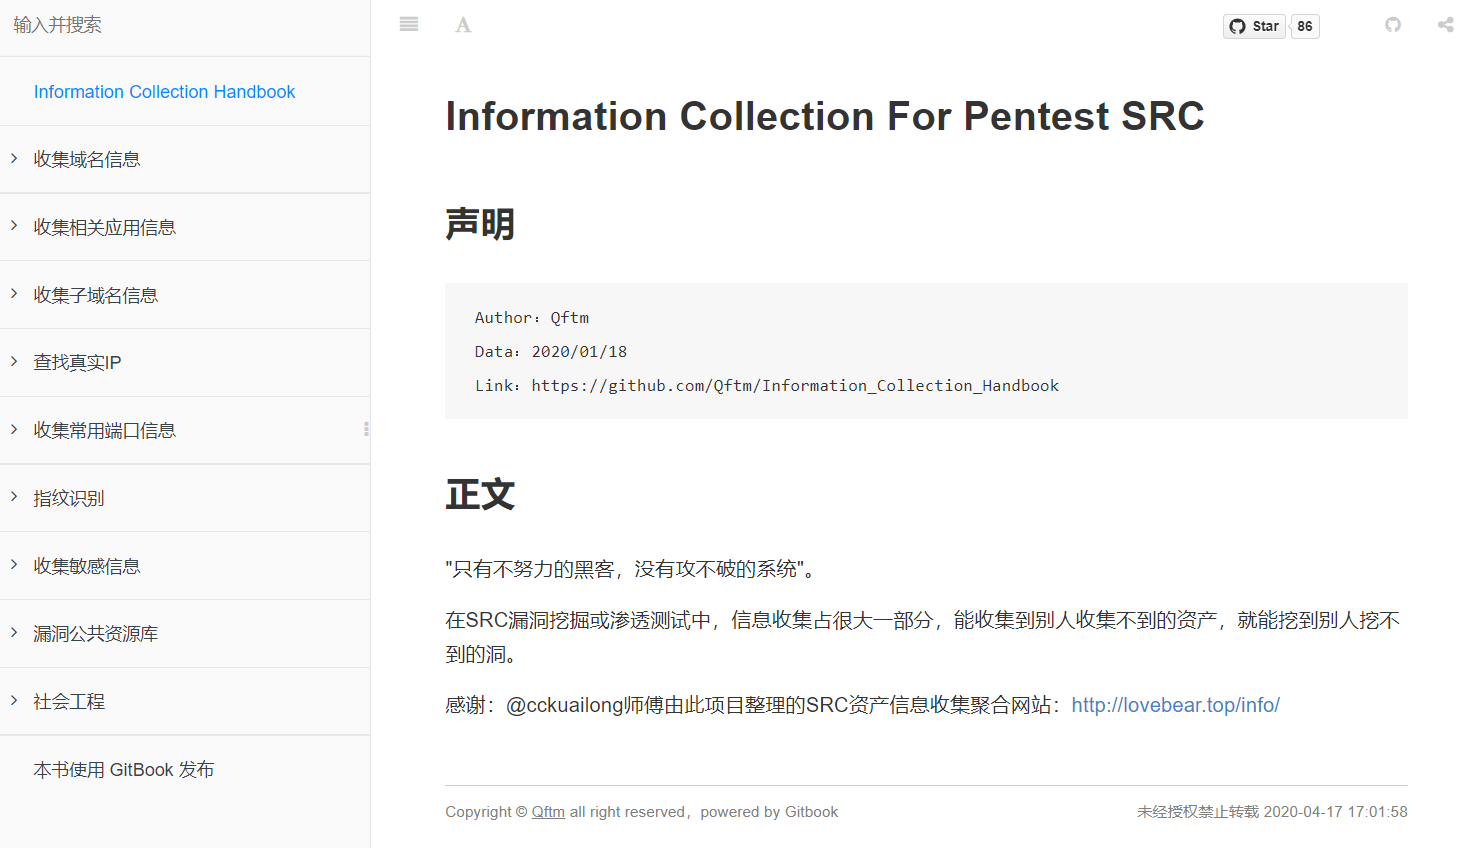 输入并搜索
Information Collection Handbook
收集域名信息
收集相关应用信息
收集子域名信息
查找真实IP
收集常用端口信息
指纹识别
收集敏感信息
漏洞公共资源库
社会工程
本书使用 GitBook 发布
A
Star
86
Information Collection For Pentest SRC
声明
Author：Qftm
Data：2020/01/18
Link：https://github.com/Qftm/Information_Collection_Handbook
正文
"只有不努力的黑客，没有攻不破的系统"。
在SRC漏洞挖掘或渗透测试中，信息收集占很大一部分，能收集到别人收集不到的资产，就能挖到别人挖不
到的洞。
感谢：@cckuailong师傅由此项目整理的SRC资产信息收集聚合网站：http://lovebear.top/info/
Copyright © Qftm all right reserved，powered by Gitbook
未经授权禁止转载 2020-04-17 17:01:58